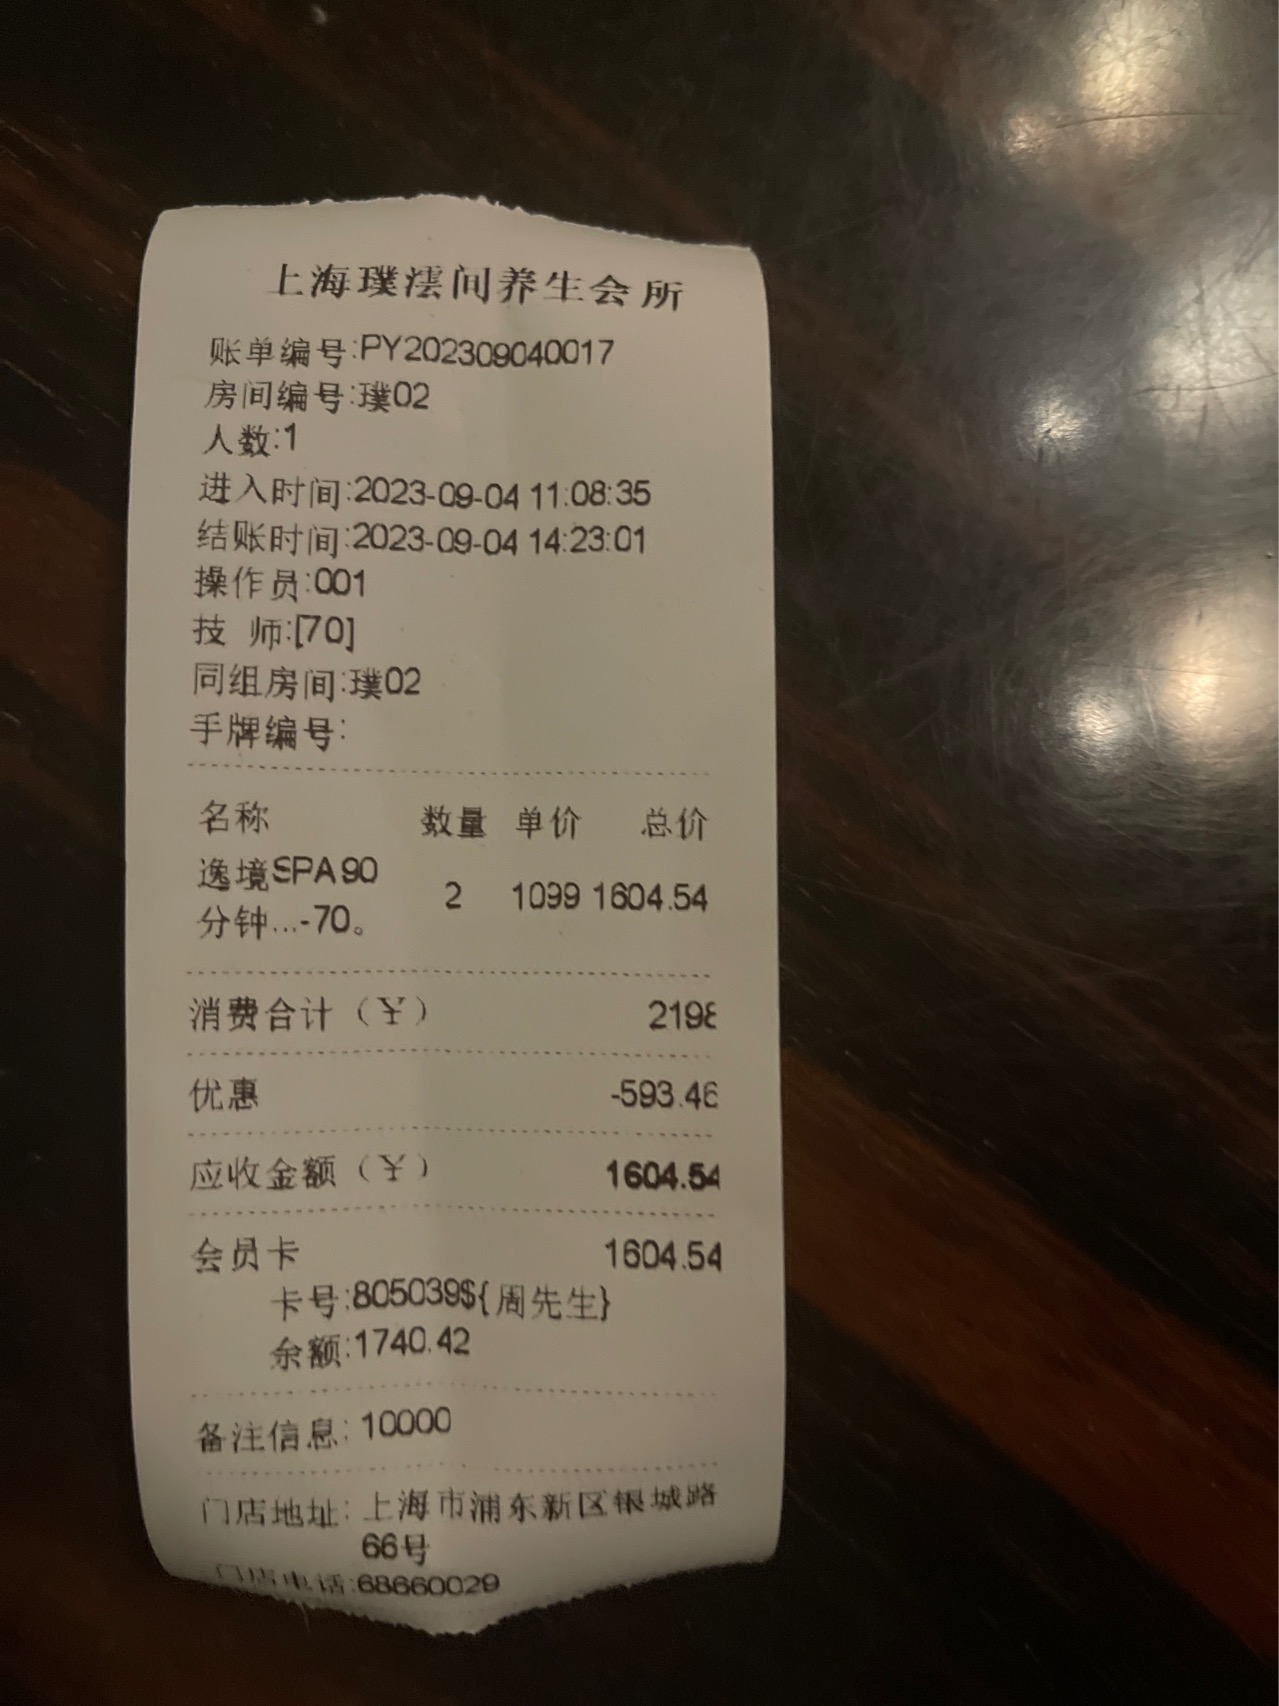 上海璞澐间养生会所
账单编号:PY202309040017
房间编号:璞02
人数:1
进入时间:2023-09-04 11:08:35
结账时间:2023-09-04 14:23:01
操作员:001
技 师:[70]
同组房间:璞02
手牌编号:
名称 数量 单价 总价
逸境SPA90
分钟...-70。 2 1099 1604.54
消费合计（￥） 2198
优惠 -593.46
应收金额（￥） 1604.54
会员卡 1604.54
卡号:805039${周先生}
余额:1740.42
备注信息: 10000
门店地址: 上海市浦东新区银城路
66号
门店电话:68660029